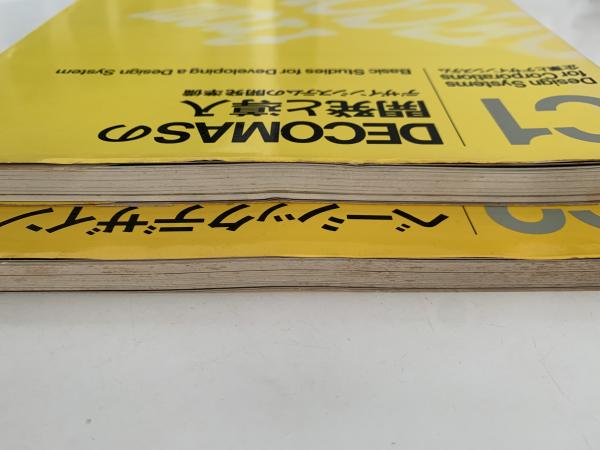 C1
Design Systems
for Corporations
企業とデザインシステム
DECOMASの
開発と導入
デザインシステムの開発準備
Basic Studies for Developing a Design System
ベーシックデザイン